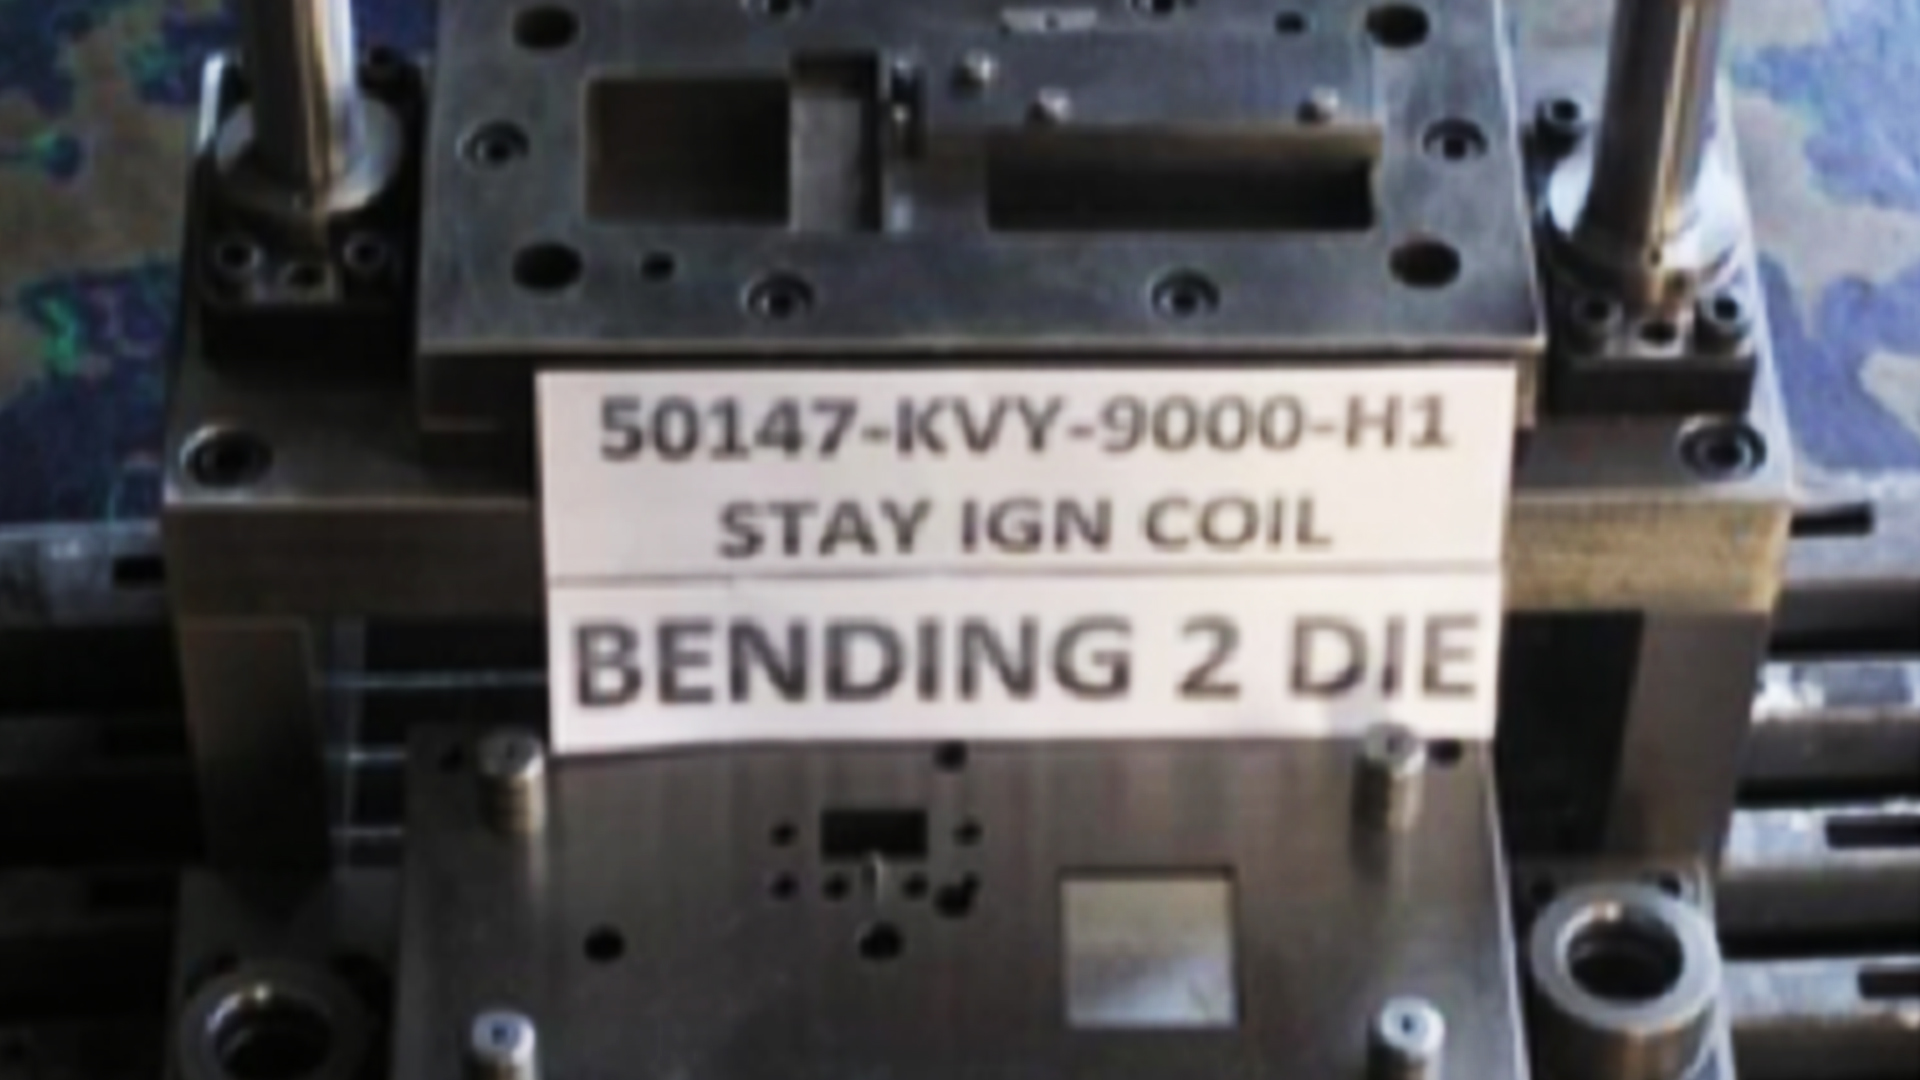 50147-KVY-9000-H1
STAY IGN COIL
BENDING 2 DIE